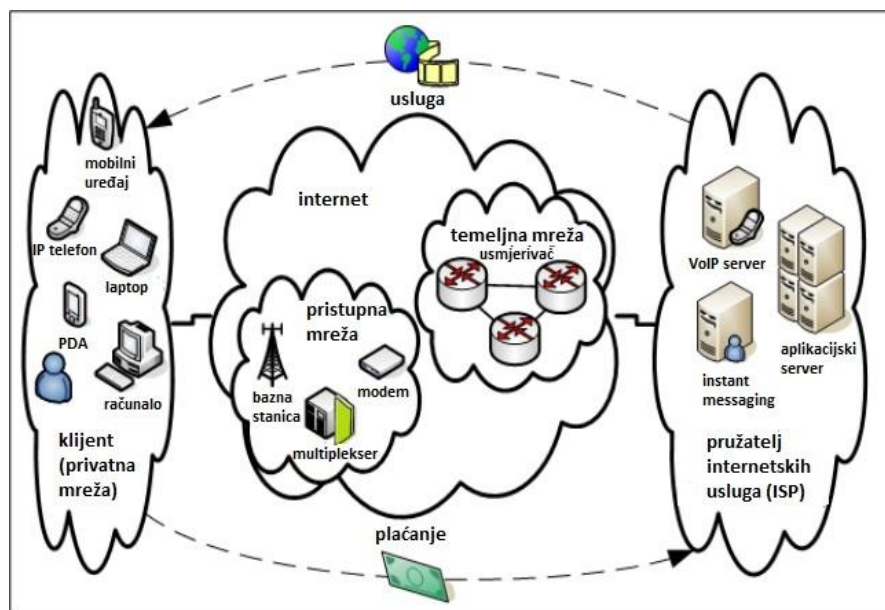 usluga
mobilni
uređaj
IP telefon
laptop
PDA
računalo
klijent
(privatna
mreža)
internet
pristupna
mreža
bazna
stanica
modem
multiplekser
temeljna mreža
usmjerivač
VoIP server
aplikacijski
server
instant
messaging
pružatelj
internetskih
usluga (ISP)
plaćanje